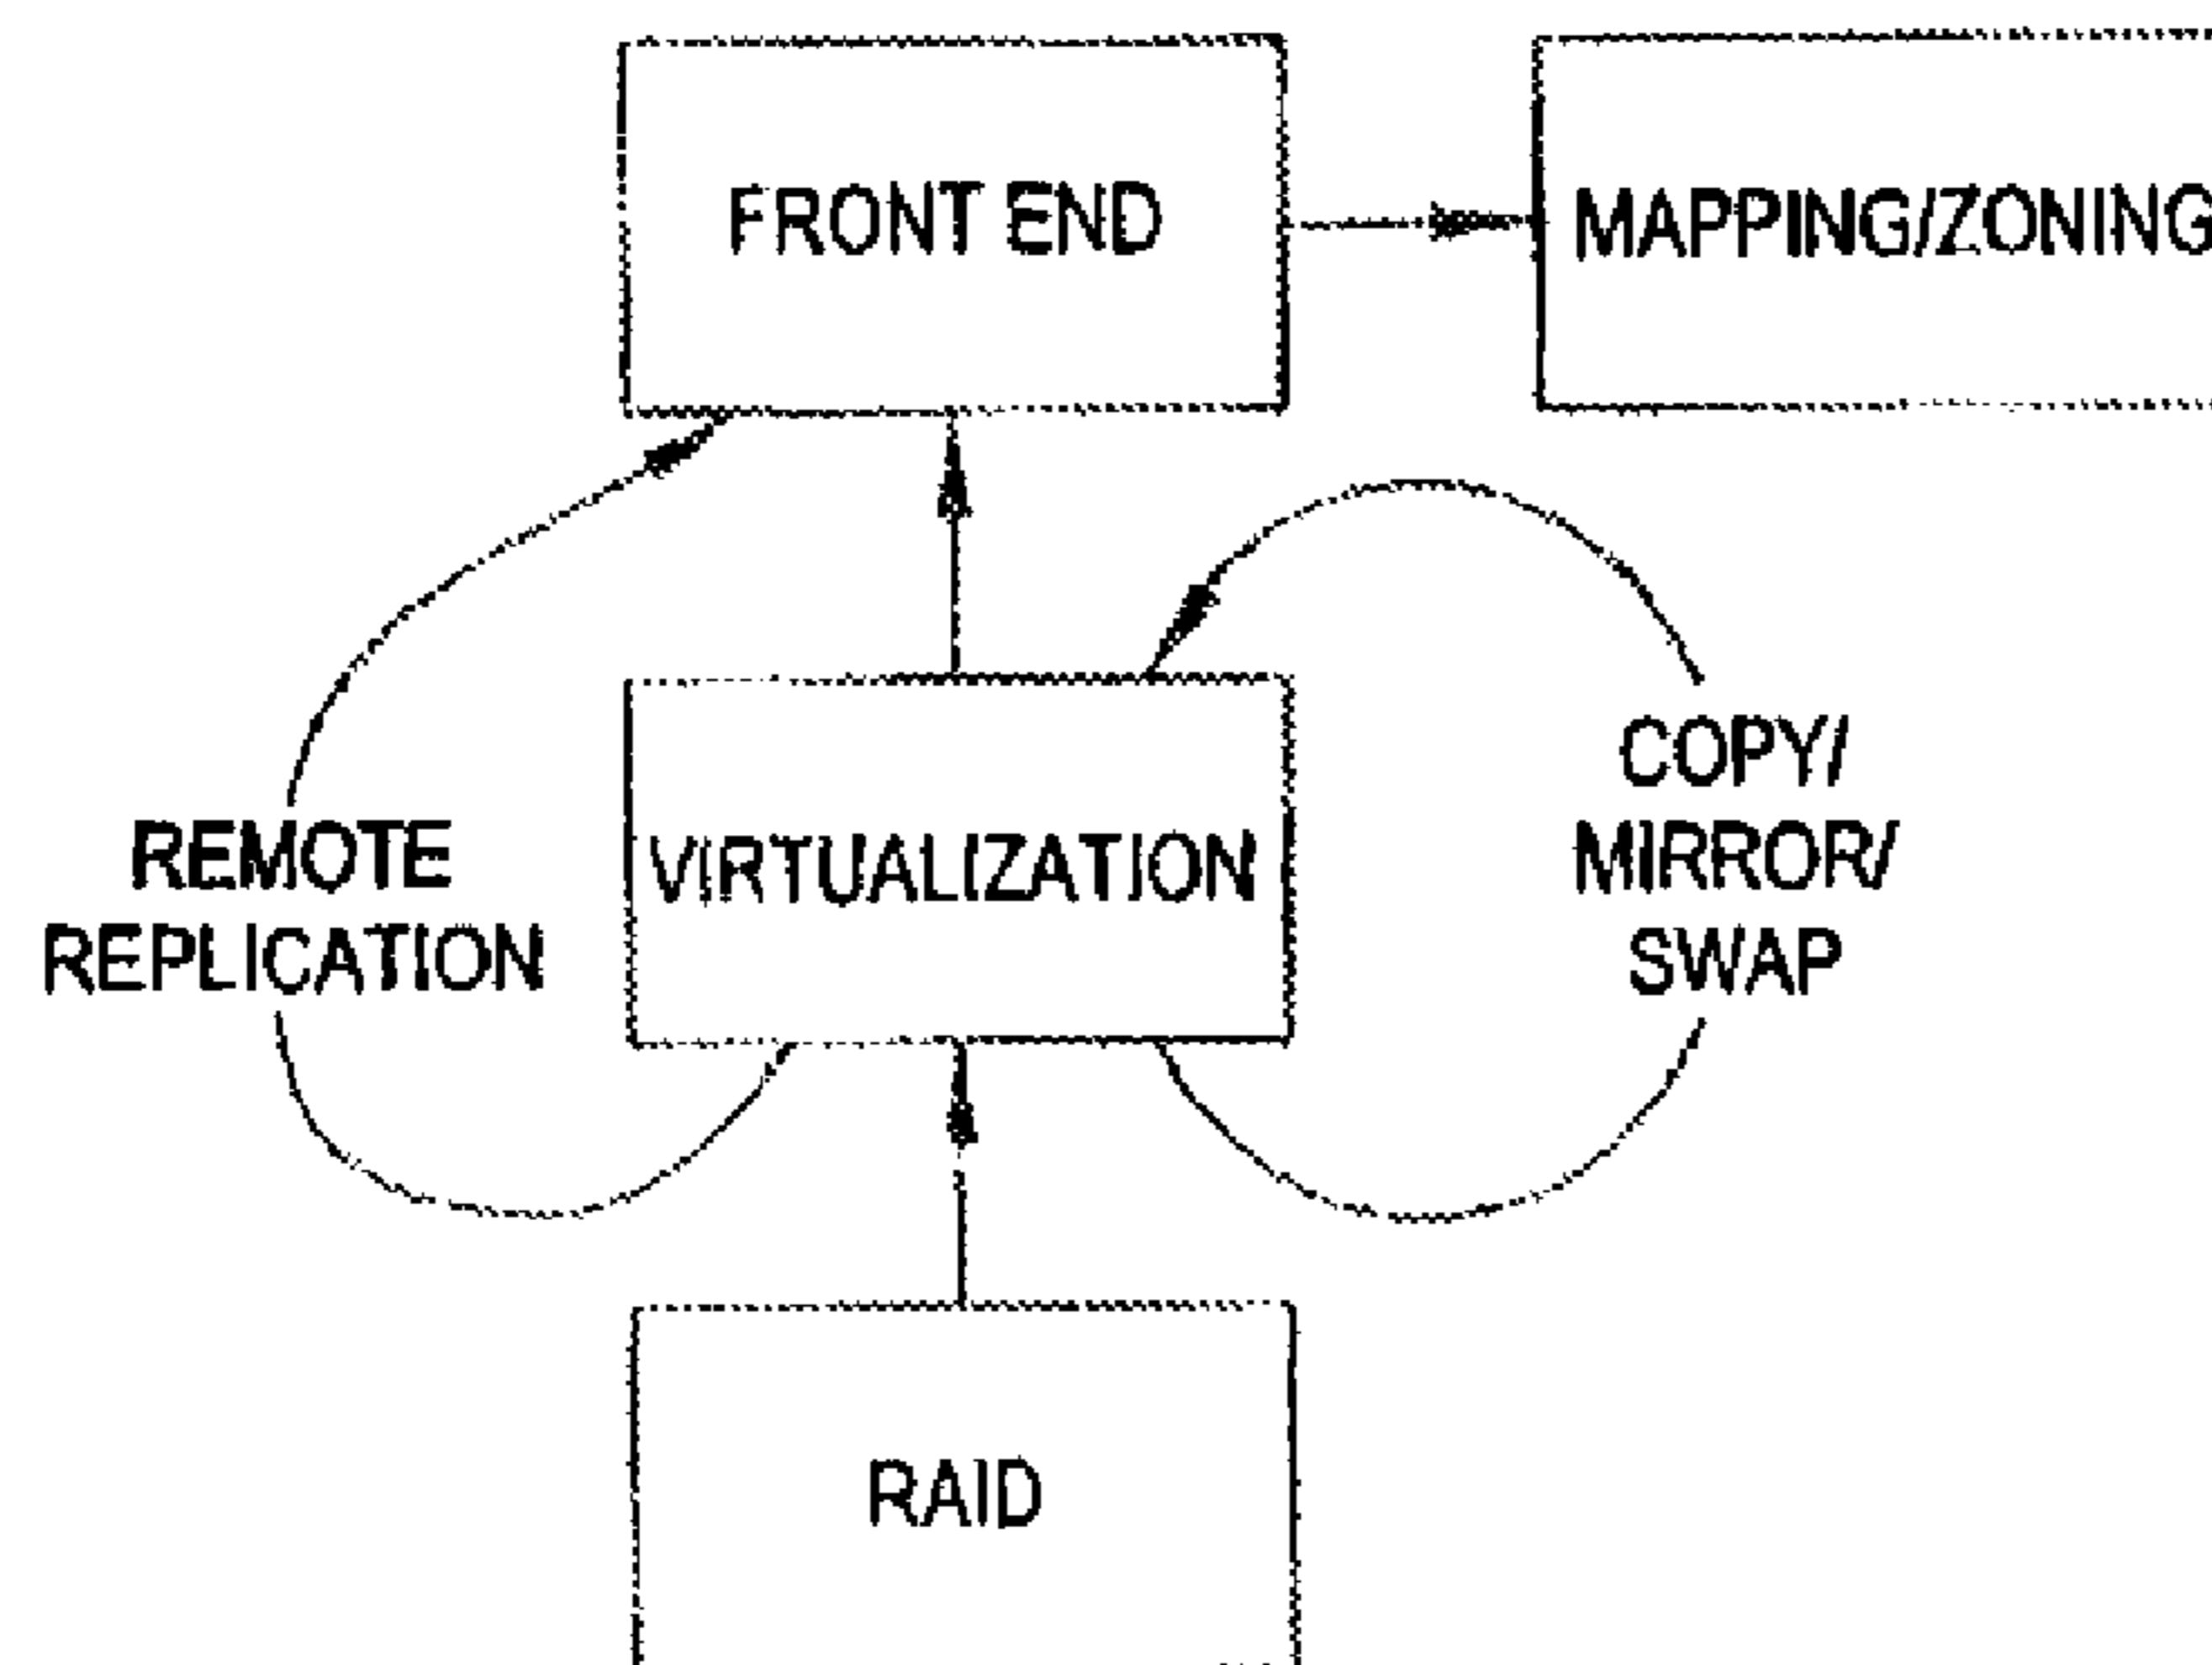 FRONT END
MAPPING/ZONING
REMOTE
REPLICATION
VIRTUALIZATION
COPY/
MIRROR/
SWAP
RAID